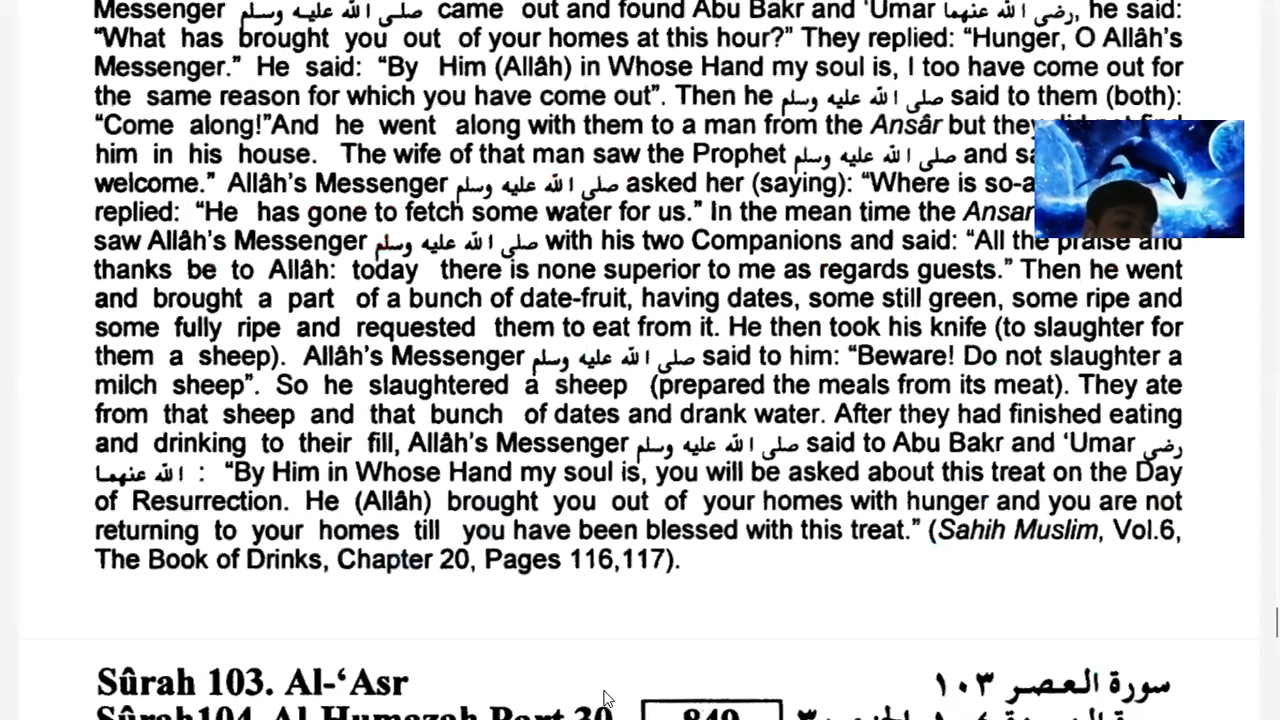 Messenger صلى الله عليه وسلم came out and found Abu Bakr and ‘Umar رضى الله عنهما, he said:
“What has brought you out of your homes at this hour?” They replied: “Hunger, O Allâh’s
Messenger.” He said: “By Him (Allâh) in Whose Hand my soul is, I too have come out for
the same reason for which you have come out”. Then he صلى الله عليه وسلم said to them (both):
“Come along!”And he went along with them to a man from the Ansâr but they did not find
him in his house. The wife of that man saw the Prophet صلى الله عليه وسلم and
welcome.” Allâh’s Messenger صلى الله عليه وسلم asked her (saying): “Where is
replied: “He has gone to fetch some water for us.” In the mean time the Ansar
saw Allâh’s Messenger صلى الله عليه وسلم with his two Companions and said: “All the praise and
thanks be to Allâh: today there is none superior to me as regards guests.” Then he went
and brought a part of a bunch of date-fruit, having dates, some still green, some ripe and
some fully ripe and requested them to eat from it. He then took his knife (to slaughter for
them a sheep). Allâh’s Messenger صلى الله عليه وسلم said to him: “Beware! Do not slaughter a
milch sheep”. So he slaughtered a sheep (prepared the meals from its meat). They ate
from that sheep and that bunch of dates and drank water. After they had finished eating
and drinking to their fill, Allâh’s Messenger صلى الله عليه وسلم said to Abu Bakr and ‘Umar رضى
الله عنهما : “By Him in Whose Hand my soul is, you will be asked about this treat on the Day
of Resurrection. He (Allâh) brought you out of your homes with hunger and you are not
returning to your homes till you have been blessed with this treat.” (Sahih Muslim, Vol.6,
The Book of Drinks, Chapter 20, Pages 116,117).
Sûrah 103. Al-‘Asr سورة العصر ١٠٣
Sûrah104. Al-Humazah Part 30 849